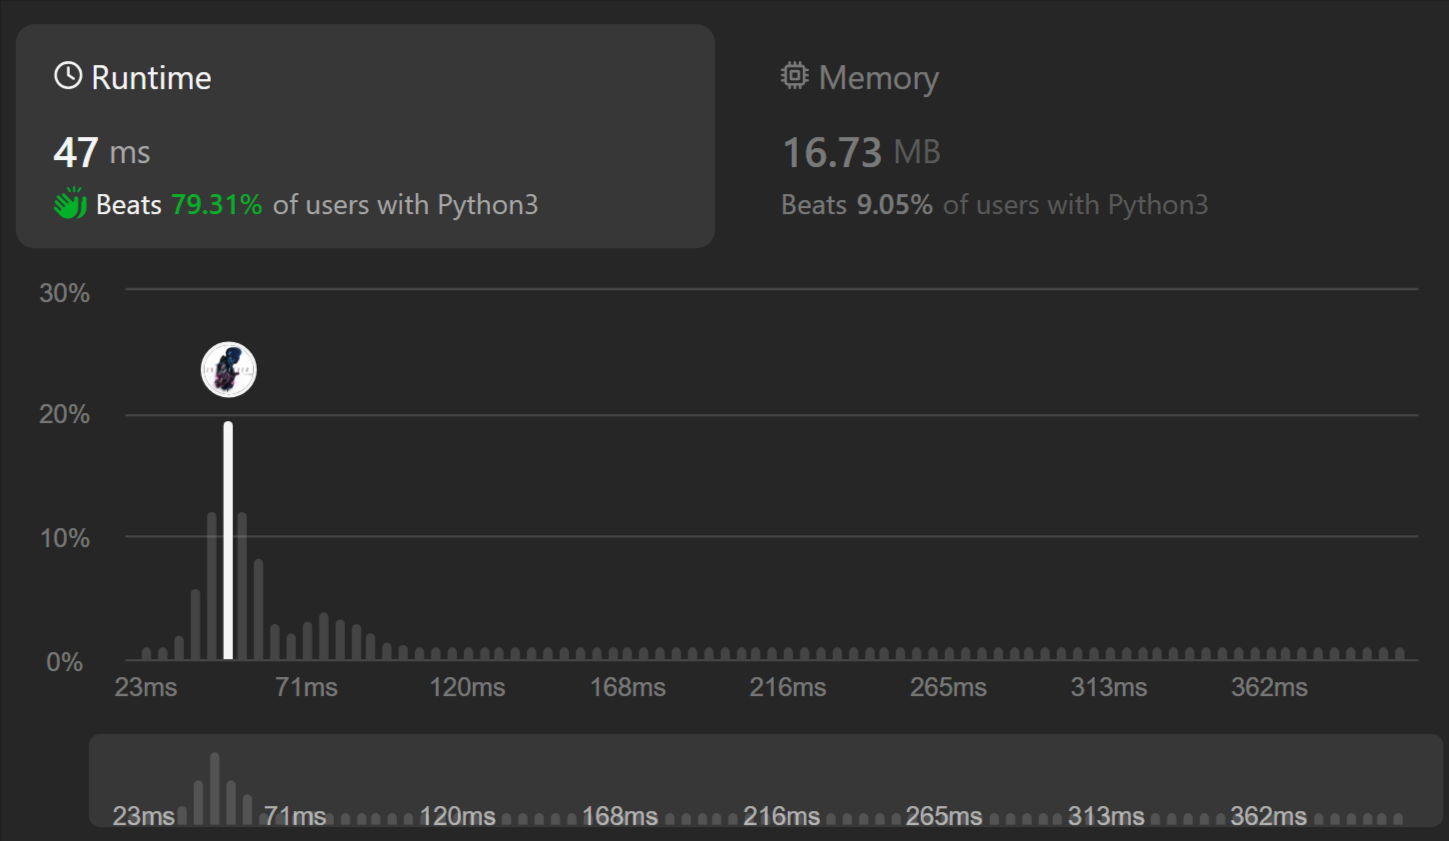 Runtime
47 ms
Beats 79.31% of users with Python3
Memory
16.73 MB
Beats 9.05% of users with Python3
30%
20%
10%
0%
23ms 71ms 120ms 168ms 216ms 265ms 313ms 362ms
23ms 71ms 120ms 168ms 216ms 265ms 313ms 362ms